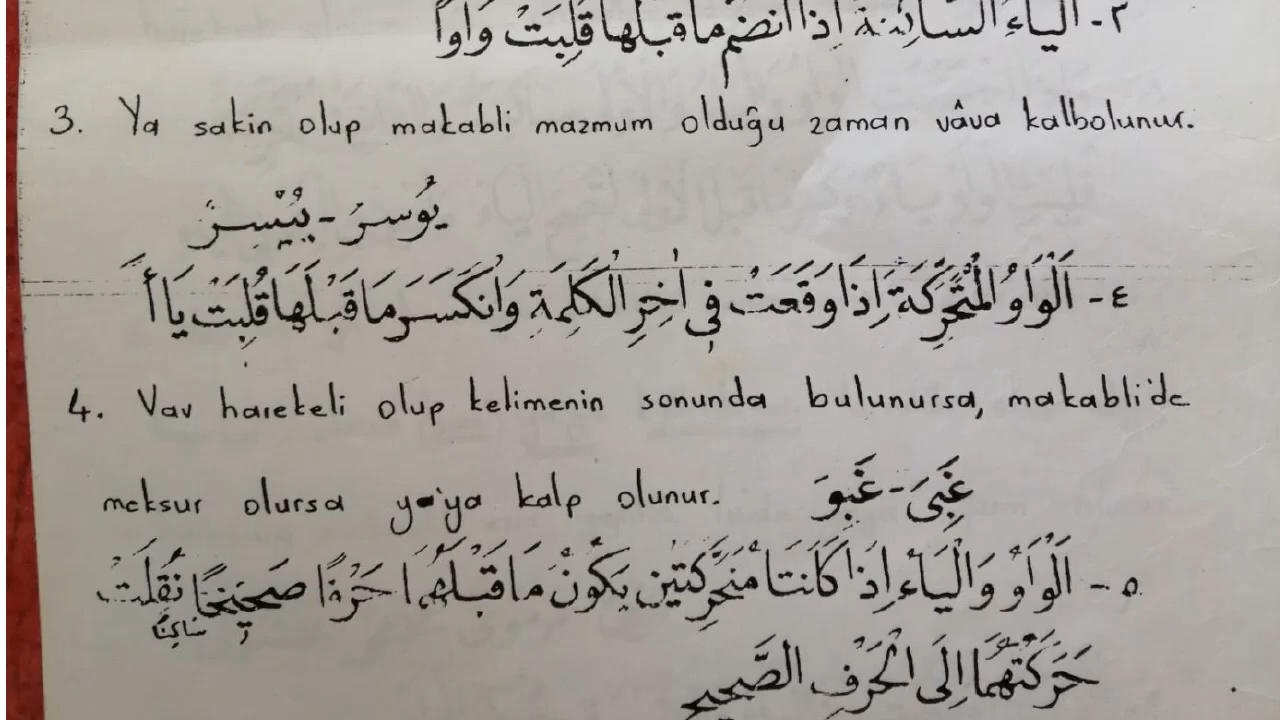 ٣- اَلْيَاءُ السَّاكِنَةُ اِذَا انْضَمَّ مَا قَبْلَهَا قُلِبَتْ وَاوًا
3. Ya sakin olup makabli mazmum olduğu zaman vâva kalbolunur.
يُوسِرُ - يُيْسِرُ
٤- اَلْوَاوُ الْمُتَحَرِّكَةُ اِذَا وَقَعَتْ فِي اٰخِرِ الْكَلِمَةِ وَانْكَسَرَ مَا قَبْلَهَا قُلِبَتْ يَاأً
4. Vav harekeli olup kelimenin sonunda bulunursa, makabli'de
meksur olursa ya'ya kalp olunur. غَبِيَ - غَبِوَ
٥- اَلْوَاوُ وَالْيَاءُ اِذَا كَانَتَا مُتَحَرِّكَتَيْنِ يَكُونُ مَا قَبْلَهُمَا حَرْفًا صَحِيحًا نُقِلَتْ
سَاكِنًا
حَرَكَتُهُمَا اِلَى الْحَرْفِ الصَّحِيحِ